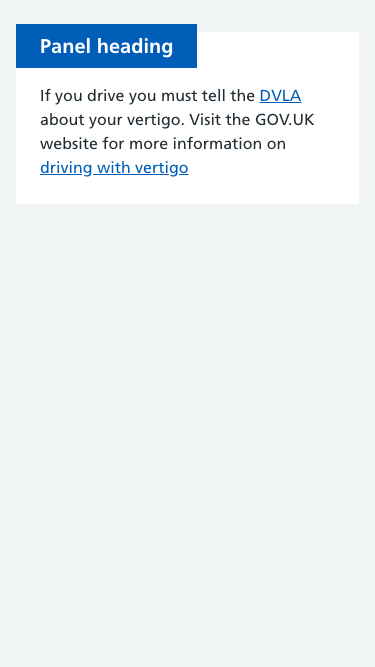 Panel heading
If you drive you must tell the DVLA
about your vertigo. Visit the GOV.UK
website for more information on
driving with vertigo